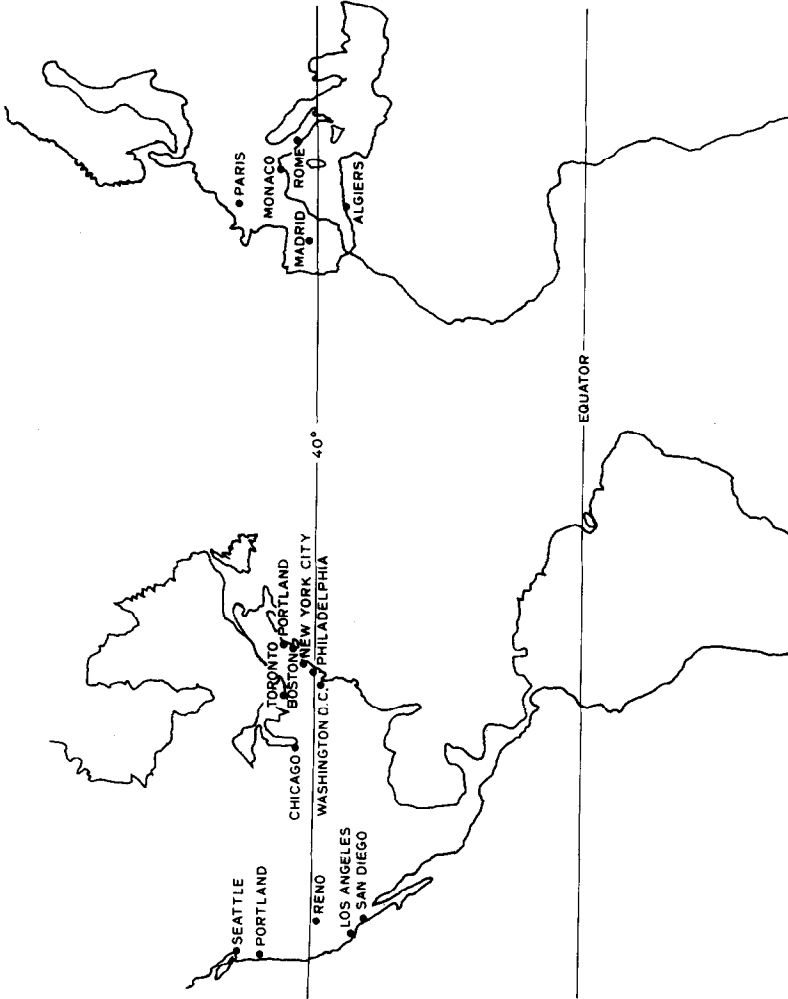 SEATTLE
PORTLAND
RENO
LOS ANGELES
SAN DIEGO
CHICAGO
TORONTO
BOSTON
PORTLAND
NEW YORK CITY
WASHINGTON D.C.
PHILADELPHIA
40°
EQUATOR
PARIS
MONACO
MADRID
ROME
ALGIERS